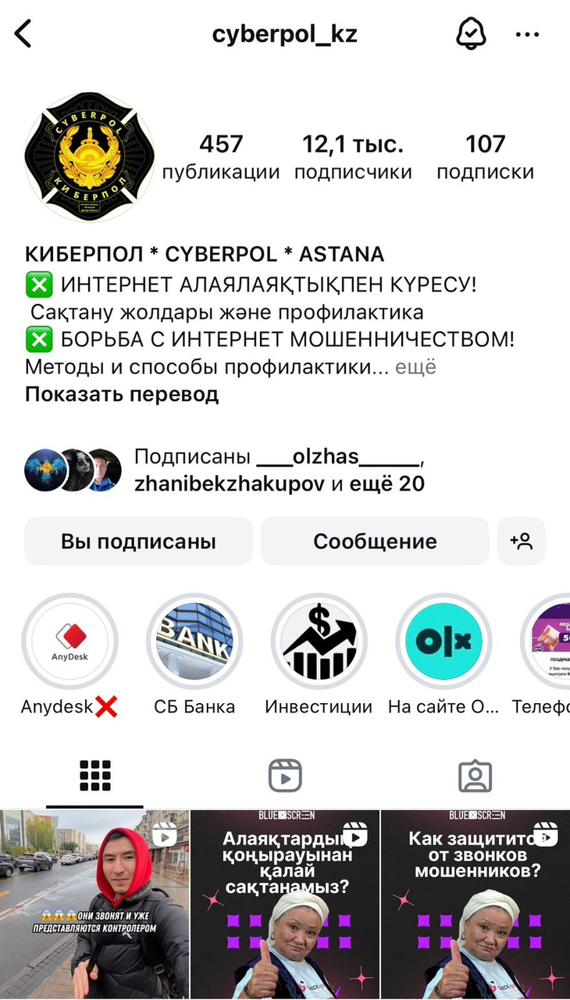 cyberpol_kz
CYBERPOL
КИБЕРПОЛ
457
публикации
12,1 тыс.
подписчики
107
подписки
КИБЕРПОЛ * CYBERPOL * ASTANA
ИНТЕРНЕТ АЛАЯЛАЯҚТЫҚПЕН КҮРЕСУ!
Сақтану жолдары және профилактика
БОРЬБА С ИНТЕРНЕТ МОШЕННИЧЕСТВОМ!
Методы и способы профилактики... ещё
Показать перевод
Подписаны ___olzhas______,
zhanibekzhakupov и ещё 20
Вы подписаны
Сообщение
AnyDesk
BANK
$
olx
Anydesk❌
СБ Банка
Инвестиции
На сайте О...
Телефо
ОНИ ЗВОНЯТ И УЖЕ
ПРЕДСТАВЛЯЮТСЯ КОНТРОЛЕРОМ
BLUE SCREEN
Алаяқтардың
қоңырауынан
қалай
сақтанамыз?
BLUE SCREEN
Как защитится
от звонков
мошенников?